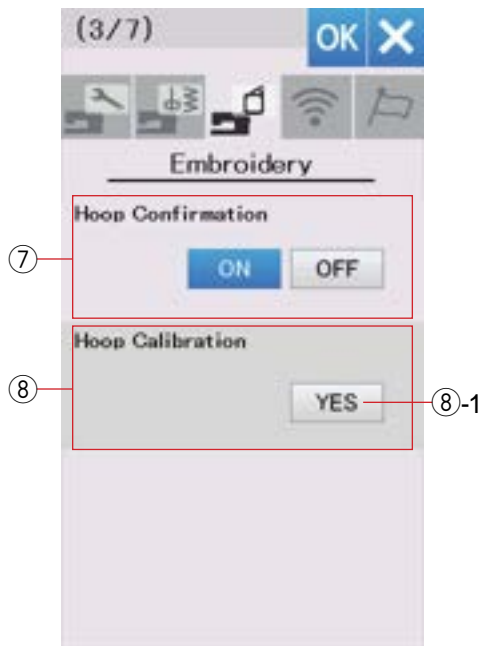 (3/7)
OK
Embroidery
Hoop Confirmation
⑦
ON OFF
Hoop Calibration
⑧
YES
⑧-1